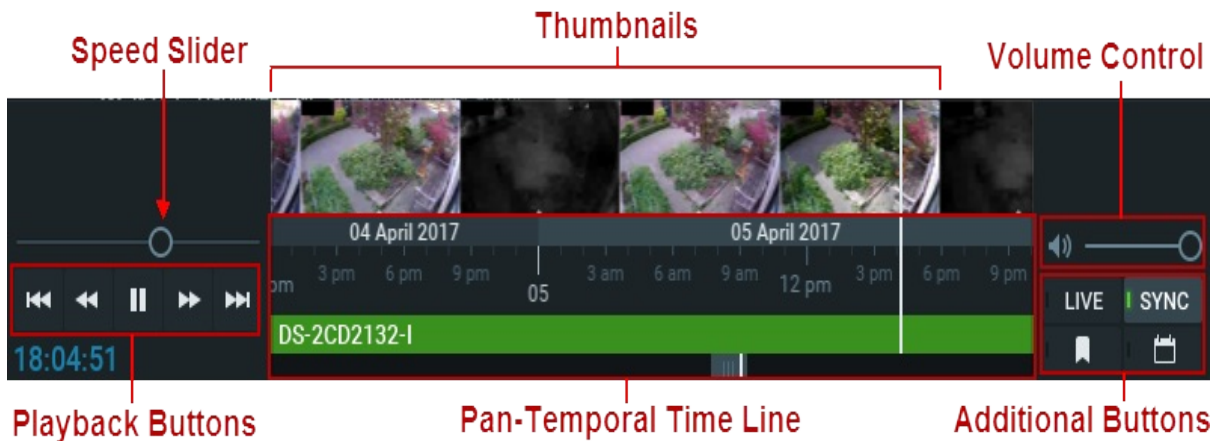 Thumbnails
Speed Slider
Volume Control
04 April 2017
05 April 2017
pm
3 pm
6 pm
9 pm
05
3 am
6 am
9 am
12 pm
3 pm
6 pm
9 pm
DS-2CD2132-I
LIVE
SYNC
18:04:51
Playback Buttons
Pan-Temporal Time Line
Additional Buttons